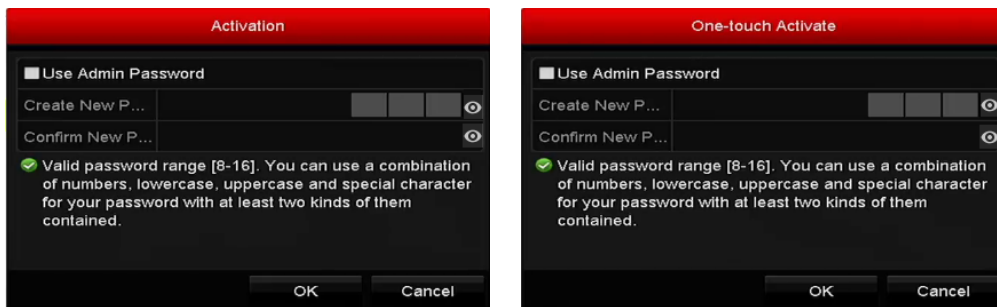 Activation
Use Admin Password
Create New P...
Confirm New P...
Valid password range [8-16]. You can use a combination
of numbers, lowercase, uppercase and special character
for your password with at least two kinds of them
contained.
OK
Cancel
One-touch Activate
Use Admin Password
Create New P...
Confirm New P...
Valid password range [8-16]. You can use a combination
of numbers, lowercase, uppercase and special character
for your password with at least two kinds of them
contained.
OK
Cancel